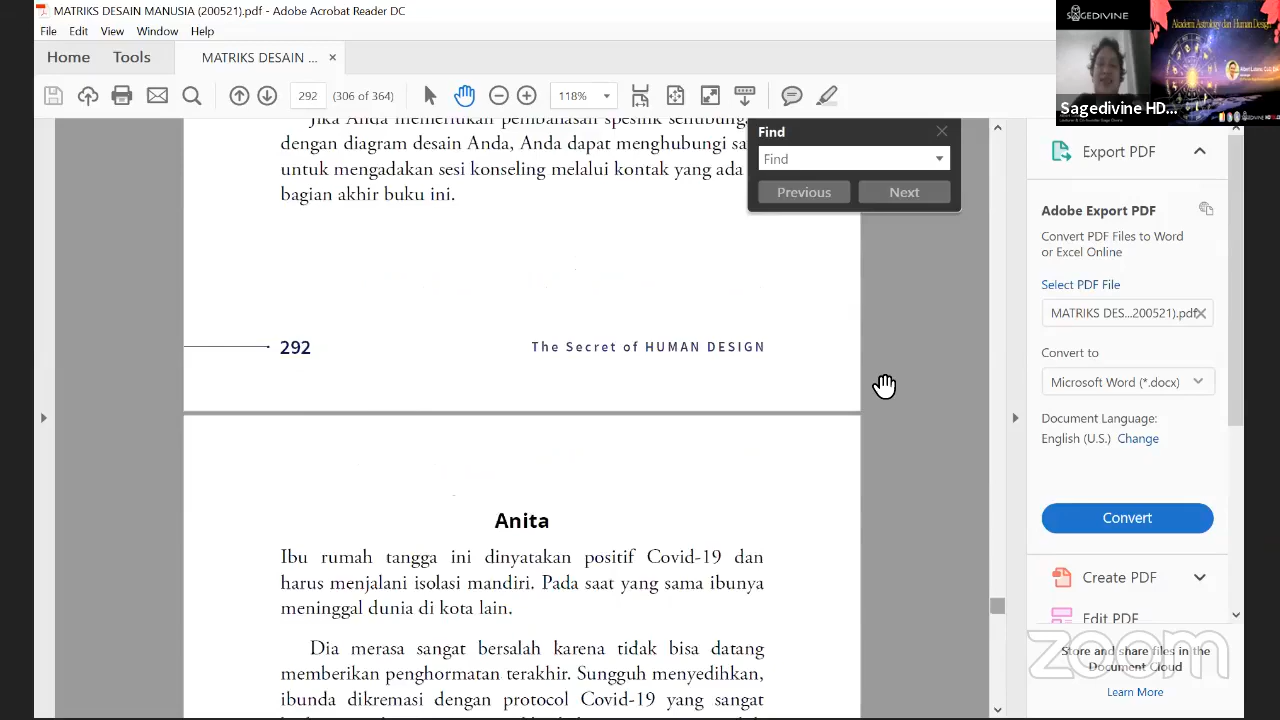 MATRIKS DESAIN MANUSIA (200521).pdf - Adobe Acrobat Reader DC
File Edit View Window Help
Home Tools MATRIKS DESAIN ... ×
292 (306 of 364) 118%
dengan diagram desain Anda, Anda dapat menghubungi
untuk mengadakan sesi konseling melalui kontak yang ada
bagian akhir buku ini.
292 The Secret of HUMAN DESIGN
Anita
Ibu rumah tangga ini dinyatakan positif Covid-19 dan
harus menjalani isolasi mandiri. Pada saat yang sama ibunya
meninggal dunia di kota lain.
Dia merasa sangat bersalah karena tidak bisa datang
memberikan penghormatan terakhir. Sungguh menyedihkan,
ibunda dikremasi dengan protocol Covid-19 yang sangat
Find
Find
Previous Next
SAGEDIVINE
Akademi Astrology dan Human Design
Sagedivine HD...
Export PDF
Adobe Export PDF
Convert PDF Files to Word
or Excel Online
Select PDF File
MATRIKS DES...200521).pdf
Convert to
Microsoft Word (*.docx)
Document Language:
English (U.S.) Change
Convert
Create PDF
Edit PDF
Store and share files in the
Document Cloud
Learn More
zoom